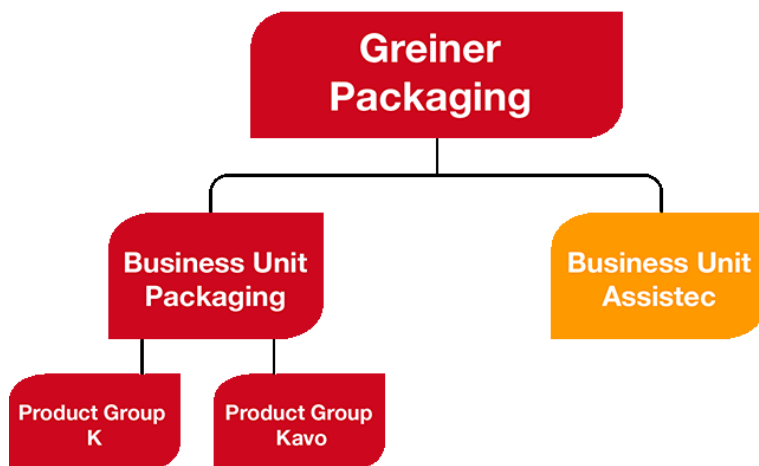 Greiner
Packaging
Business Unit
Packaging
Business Unit
Assistec
Product Group
K
Product Group
Kavo